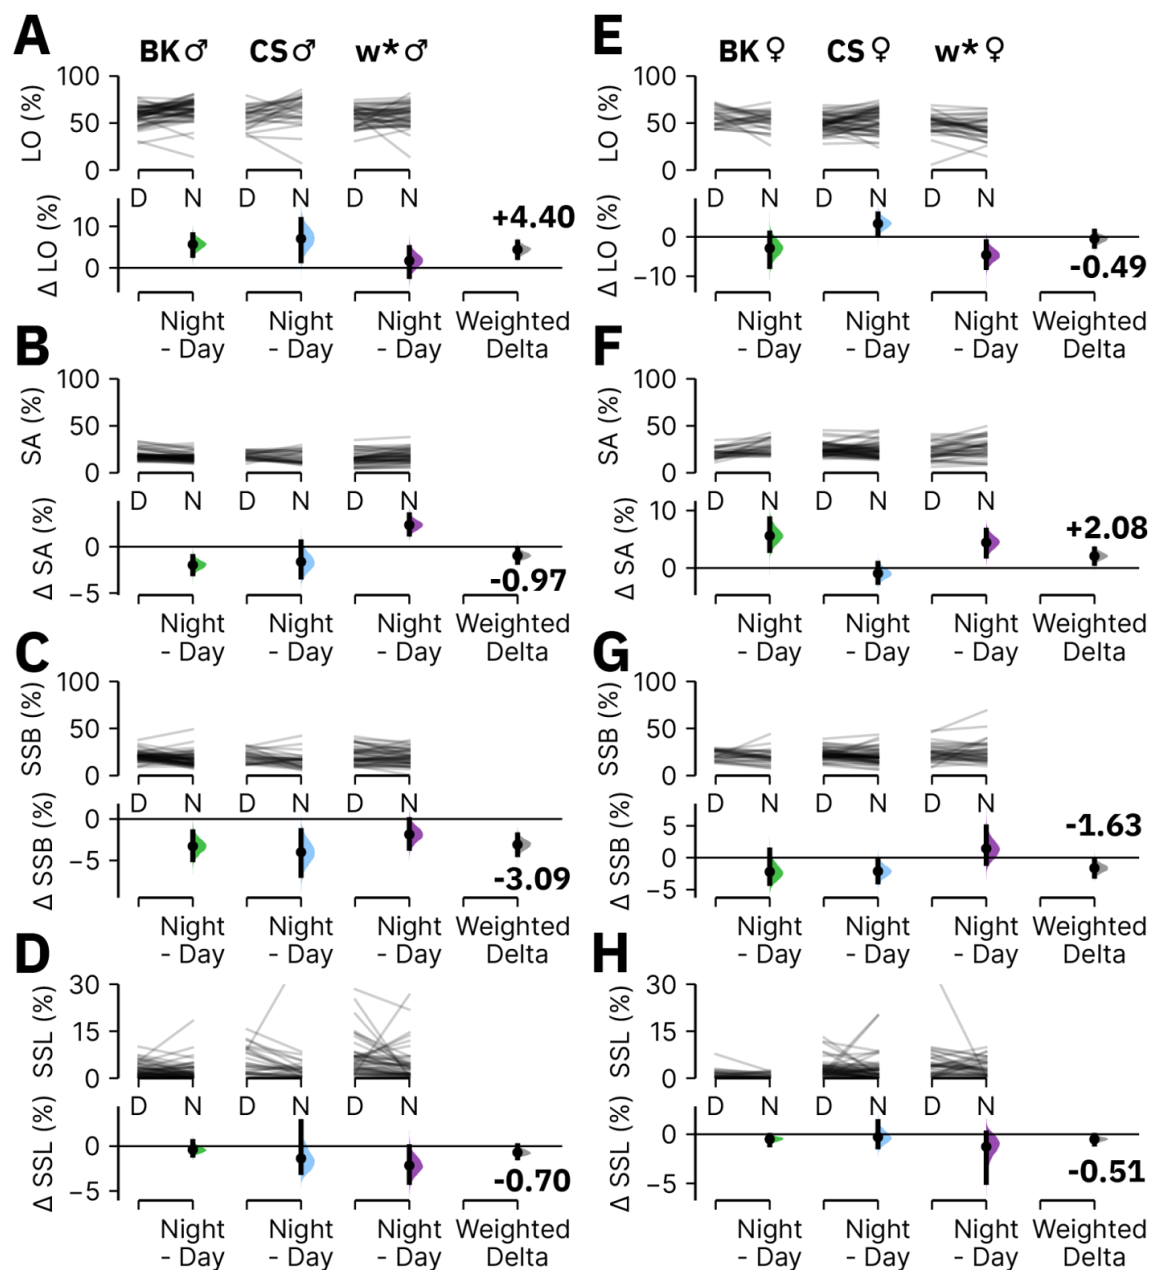 A
BK♂ CS♂ w*♂
LO (%)
100
50
0
D N D N D N
Δ LO (%)
10
0
+4.40
Night - Day
Night - Day
Night - Day
Weighted Delta
B
SA (%)
100
50
0
D N D N D N
Δ SA (%)
0
−5
-0.97
Night - Day
Night - Day
Night - Day
Weighted Delta
C
SSB (%)
100
50
0
D N D N D N
Δ SSB (%)
0
−5
-3.09
Night - Day
Night - Day
Night - Day
Weighted Delta
D
SSL (%)
30
15
0
D N D N D N
Δ SSL (%)
0
−5
-0.70
Night - Day
Night - Day
Night - Day
Weighted Delta
E
BK♀ CS♀ w*♀
LO (%)
100
50
0
D N D N D N
Δ LO (%)
0
−10
-0.49
Night - Day
Night - Day
Night - Day
Weighted Delta
F
SA (%)
100
50
0
D N D N D N
Δ SA (%)
10
0
+2.08
Night - Day
Night - Day
Night - Day
Weighted Delta
G
SSB (%)
100
50
0
D N D N D N
Δ SSB (%)
5
0
−5
-1.63
Night - Day
Night - Day
Night - Day
Weighted Delta
H
SSL (%)
30
15
0
D N D N D N
Δ SSL (%)
0
−5
-0.51
Night - Day
Night - Day
Night - Day
Weighted Delta